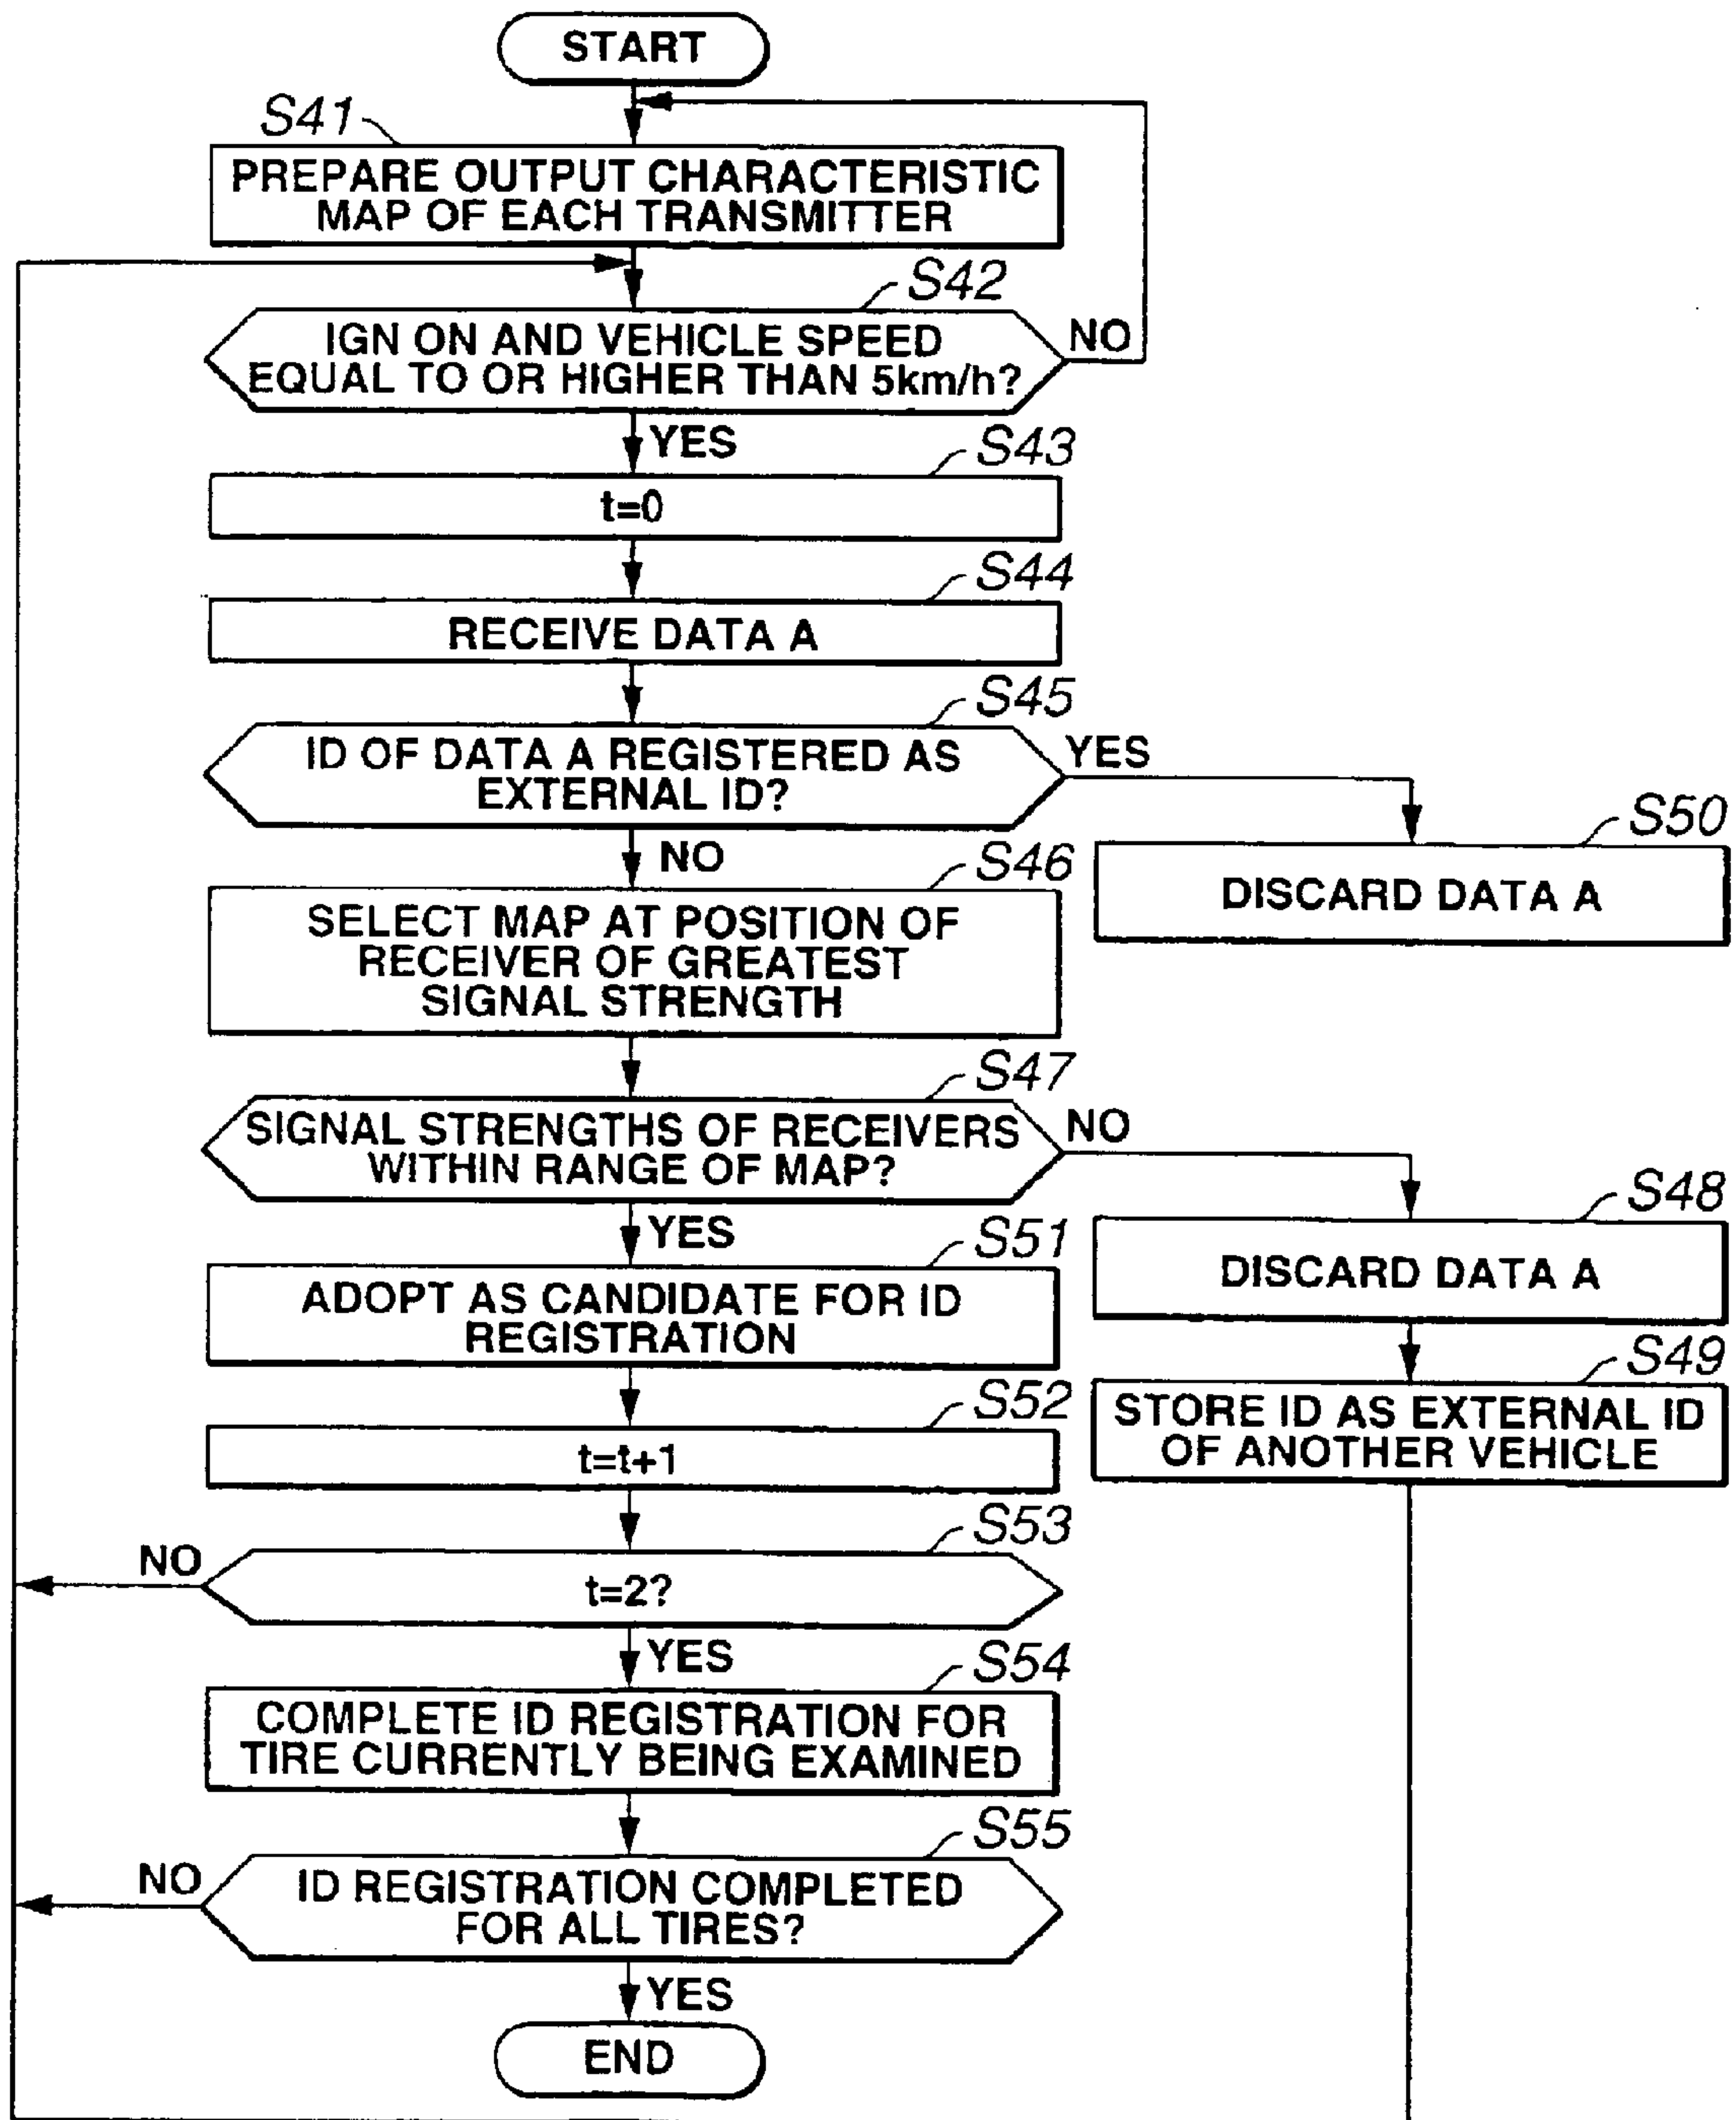 START
S41
PREPARE OUTPUT CHARACTERISTIC
MAP OF EACH TRANSMITTER
S42
IGN ON AND VEHICLE SPEED
EQUAL TO OR HIGHER THAN 5km/h?
NO
YES
S43
t=0
S44
RECEIVE DATA A
S45
ID OF DATA A REGISTERED AS
EXTERNAL ID?
YES
NO
S50
DISCARD DATA A
S46
SELECT MAP AT POSITION OF
RECEIVER OF GREATEST
SIGNAL STRENGTH
S47
SIGNAL STRENGTHS OF RECEIVERS
WITHIN RANGE OF MAP?
NO
YES
S48
DISCARD DATA A
S49
STORE ID AS EXTERNAL ID
OF ANOTHER VEHICLE
S51
ADOPT AS CANDIDATE FOR ID
REGISTRATION
S52
t=t+1
S53
t=2?
NO
YES
S54
COMPLETE ID REGISTRATION FOR
TIRE CURRENTLY BEING EXAMINED
S55
ID REGISTRATION COMPLETED
FOR ALL TIRES?
NO
YES
END